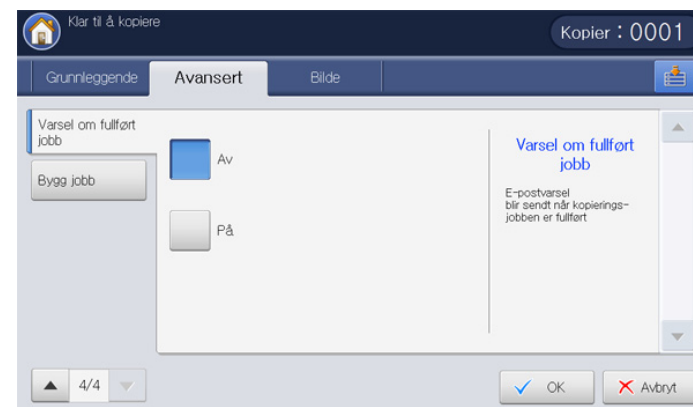 Klar til å kopiere
Kopier : 0001
Grunnleggende
Avansert
Bilde
Varsel om fullført
jobb
Bygg jobb
Av
På
Varsel om fullført
jobb
E-postvarsel
blir sendt når kopierings-
jobben er fullført
4/4
OK
Avbryt